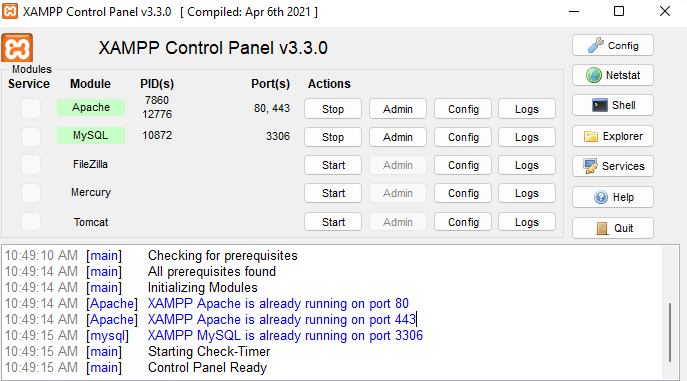 XAMPP Control Panel v3.3.0 [ Compiled: Apr 6th 2021 ]
XAMPP Control Panel v3.3.0
Config
Modules
Service Module PID(s) Port(s) Actions
Netstat
Apache 7860 12776 80, 443 Stop Admin Config Logs
Shell
MySQL 10872 3306 Stop Admin Config Logs
Explorer
FileZilla Start Admin Config Logs
Services
Mercury Start Admin Config Logs
Help
Tomcat Start Admin Config Logs
Quit
10:49:10 AM [main] Checking for prerequisites
10:49:14 AM [main] All prerequisites found
10:49:14 AM [main] Initializing Modules
10:49:14 AM [Apache] XAMPP Apache is already running on port 80
10:49:14 AM [Apache] XAMPP Apache is already running on port 443
10:49:15 AM [mysql] XAMPP MySQL is already running on port 3306
10:49:15 AM [main] Starting Check-Timer
10:49:15 AM [main] Control Panel Ready